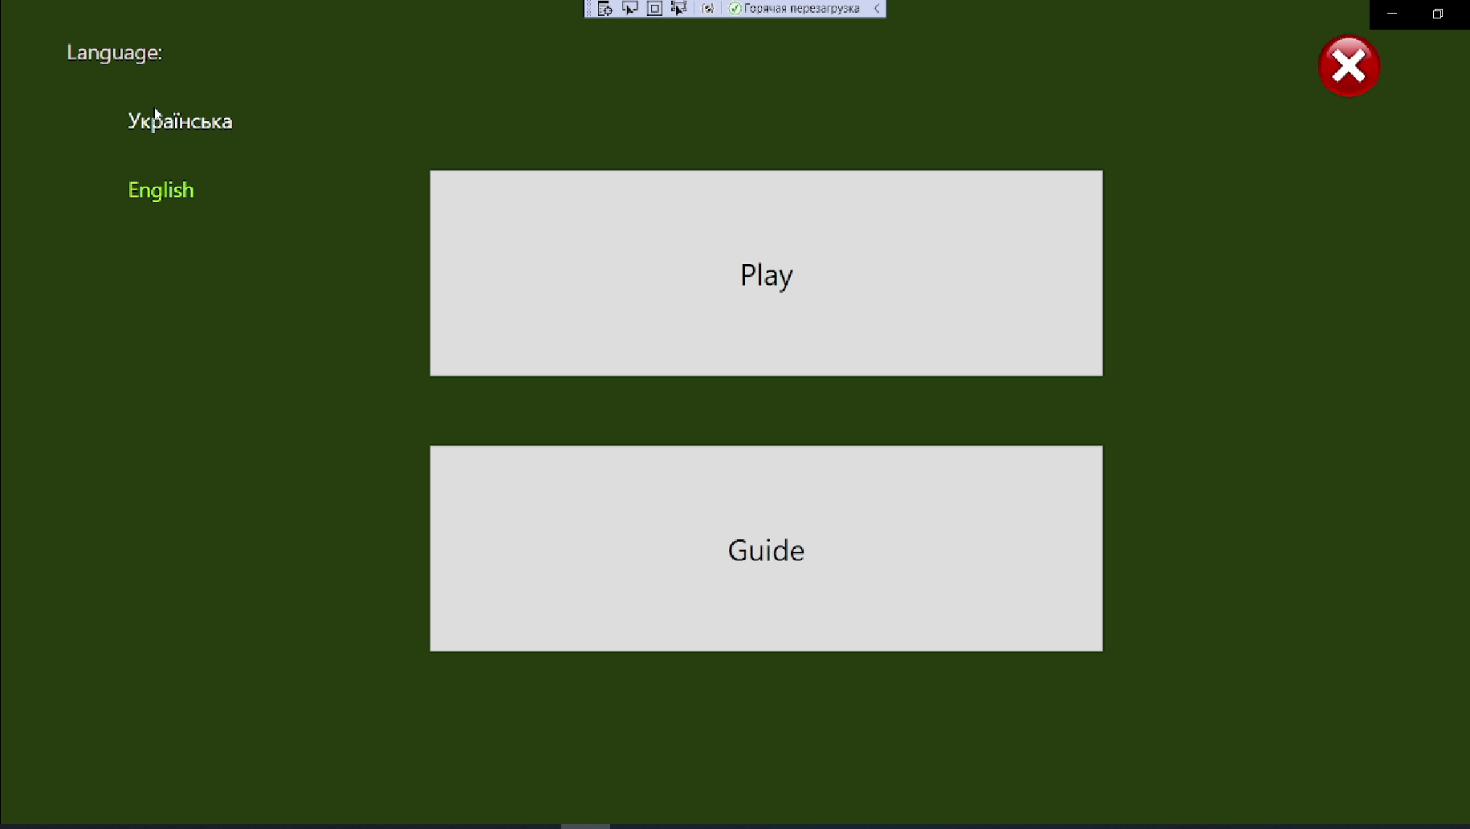 Горячая перезагрузка
Language:
Українська
English
Play
Guide